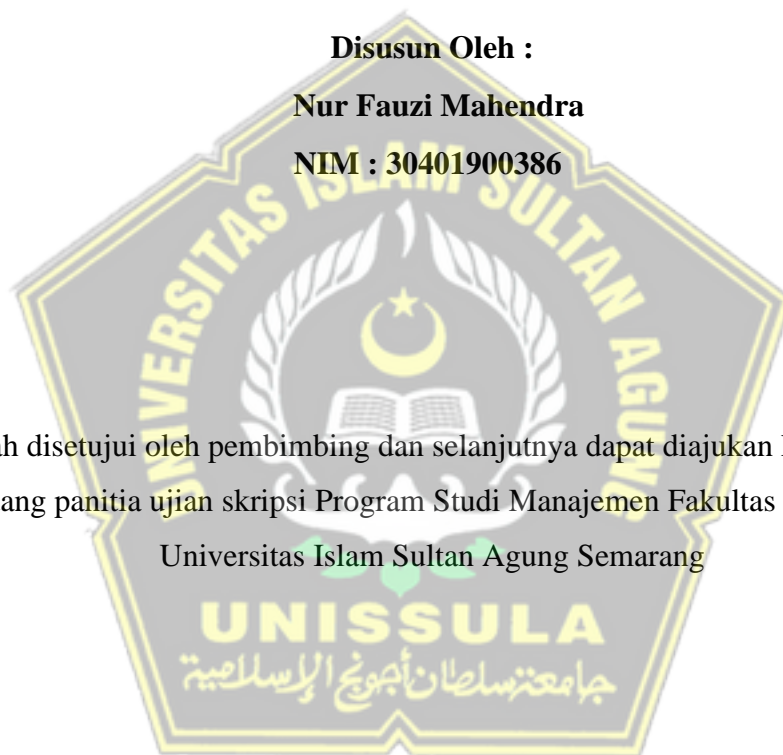 Disusun Oleh :
Nur Fauzi Mahendra
NIM : 30401900386
UNIVERSITAS ISLAM SULTAN AGUNG
disetujui oleh pembimbing dan selanjutnya dapat diajukan
panitia ujian skripsi Program Studi Manajemen Fakultas
Universitas Islam Sultan Agung Semarang
UNISSULA
جامعة سلطان أجونج الإسلامية